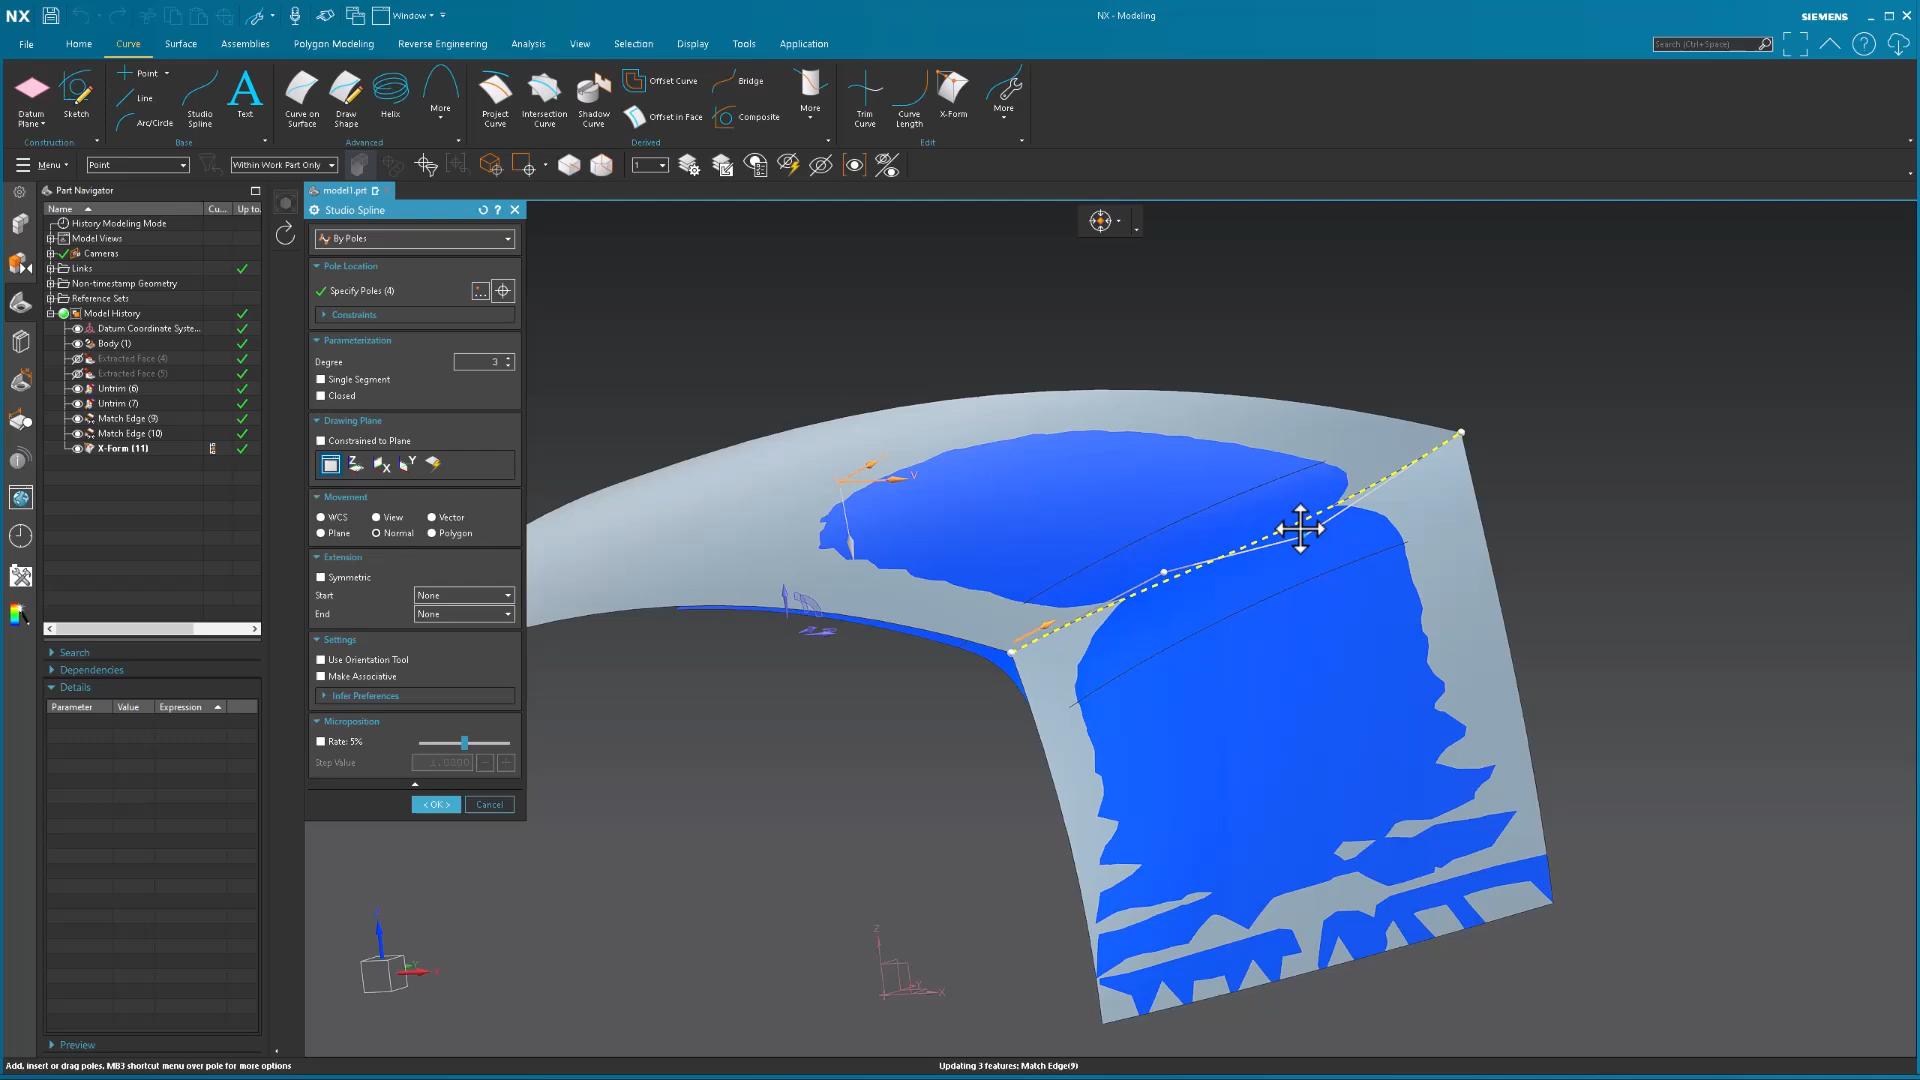 NX
Window
NX - Modeling
SIEMENS
File
Home
Curve
Surface
Assemblies
Polygon Modeling
Reverse Engineering
Analysis
View
Selection
Display
Tools
Application
Search (Ctrl+Space)
Datum Plane
Sketch
Point
Line
Arc/Circle
Studio Spline
Text
Curve on Surface
Draw Shape
Helix
More
Project Curve
Intersection Curve
Shadow Curve
Offset Curve
Offset in Face
Bridge
Composite
More
Trim Curve
Curve Length
X-Form
More
Construction
Base
Advanced
Derived
Edit
Menu
Point
Within Work Part Only
1
Part Navigator
model1.prt
Name
Cu...
Up to.
History Modeling Mode
Model Views
Cameras
Links
Non-timestamp Geometry
Reference Sets
Model History
Datum Coordinate Syste...
Body (1)
Extracted Face (4)
Extracted Face (5)
Untrim (6)
Untrim (7)
Match Edge (9)
Match Edge (10)
X-Form (11)
Search
Dependencies
Details
Parameter
Value
Expression
Preview
Studio Spline
By Poles
Pole Location
Specify Poles (4)
Constraints
Parameterization
Degree
3
Single Segment
Closed
Drawing Plane
Constrained to Plane
Z
X
Y
Movement
WCS
View
Vector
Plane
Normal
Polygon
Extension
Symmetric
Start
None
End
None
Settings
Use Orientation Tool
Make Associative
Infer Preferences
Microposition
Rate: 5%
Step Value
1.0000
< OK >
Cancel
V
Z
X
Add, insert or drag poles, MB3 shortcut menu over pole for more options
Updating 3 features: Match Edge(9)